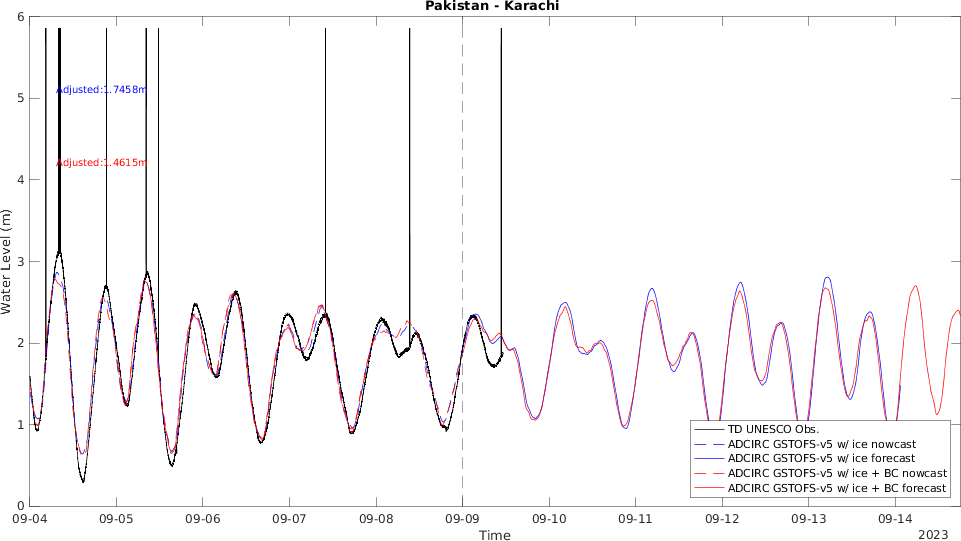 Pakistan - Karachi
6
5
4
3
2
1
0
Water Level (m)
Adjusted:1.7458m
Adjusted:1.4615m
TD UNESCO Obs.
ADCIRC GSTOFS-v5 w/ ice nowcast
ADCIRC GSTOFS-v5 w/ ice forecast
ADCIRC GSTOFS-v5 w/ ice + BC nowcast
ADCIRC GSTOFS-v5 w/ ice + BC forecast
09-04 09-05 09-06 09-07 09-08 09-09 09-10 09-11 09-12 09-13 09-14
Time
2023